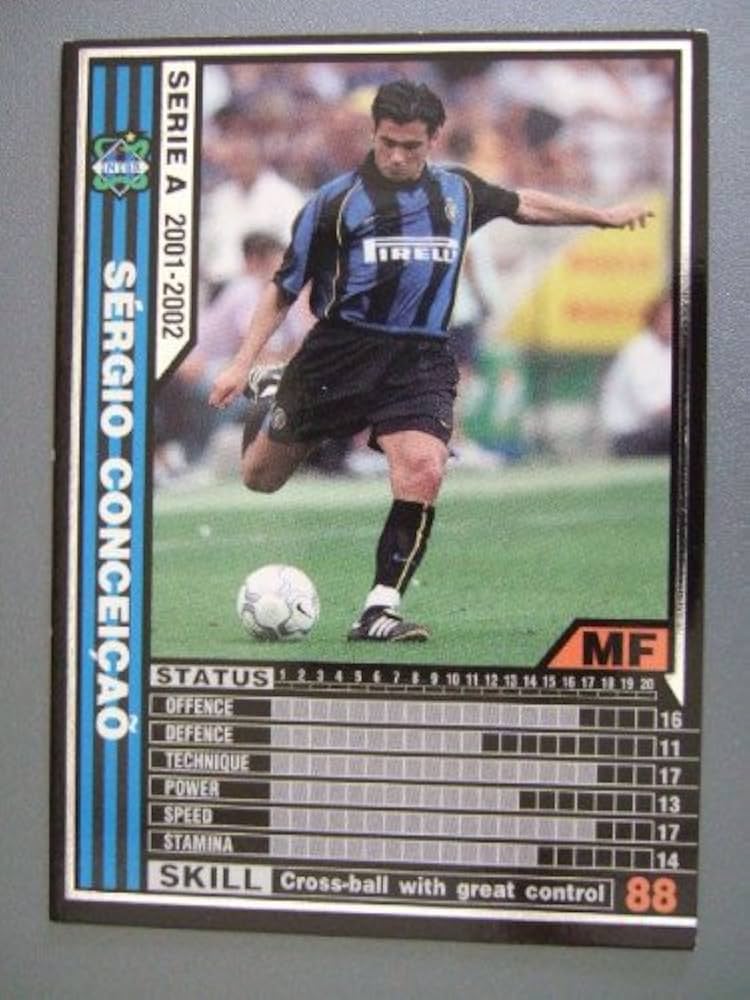 SERIE A 2001-2002
INTER
SÉRGIO CONCEIÇAÕ
PIRELLI
MF
STATUS 1 2 3 4 5 6 7 8 9 10 11 12 13 14 15 16 17 18 19 20
OFFENCE 16
DEFENCE 11
TECHNIQUE 17
POWER 13
SPEED 17
STAMINA 14
SKILL Cross-ball with great control 88